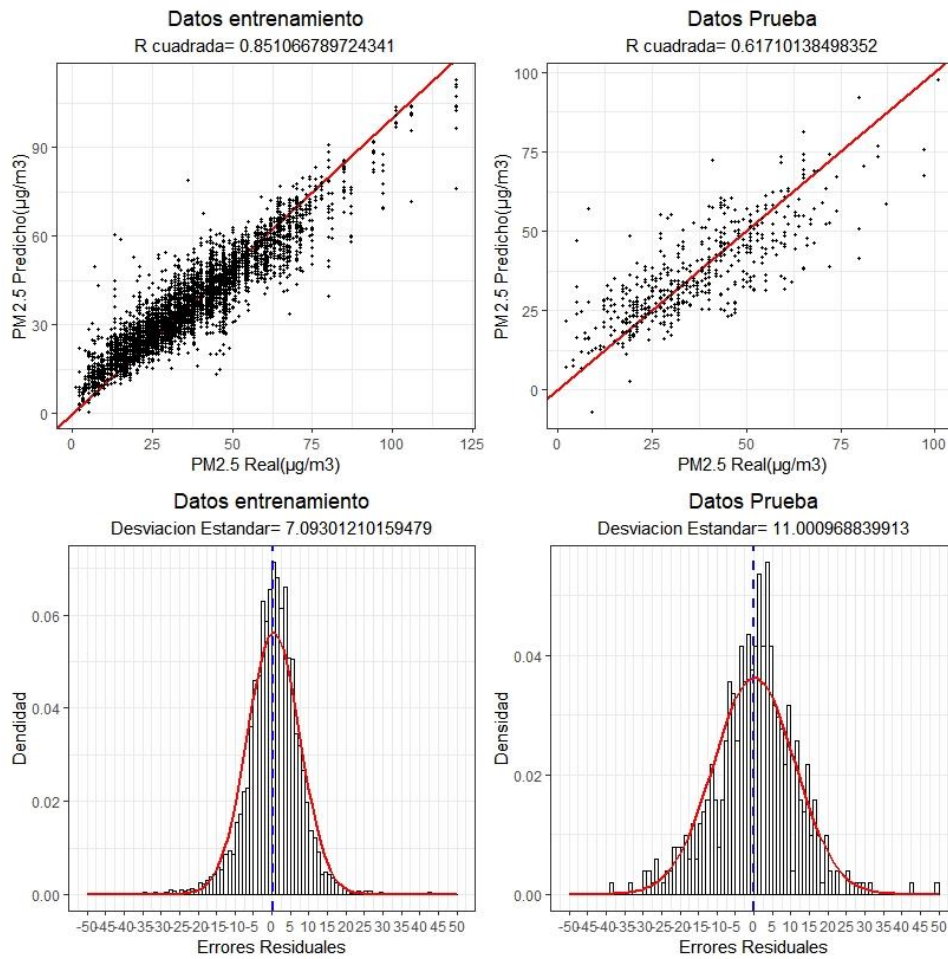 Datos entrenamiento
R cuadrada= 0.851066789724341
PM2.5 Predicho(µg/m3)
90
60
30
0
0 25 50 75 100 125
PM2.5 Real(µg/m3)
Datos Prueba
R cuadrada= 0.61710138498352
PM2.5 Predicho(µg/m3)
100
75
50
25
0
0 25 50 75 100
PM2.5 Real(µg/m3)
Datos entrenamiento
Desviacion Estandar= 7.09301210159479
Dendidad
0.06
0.04
0.02
0.00
-50-45-40-35-30-25-20-15-10-5 0 5 10 15 20 25 30 35 40 45 50
Errores Residuales
Datos Prueba
Desviacion Estandar= 11.000968839913
Densidad
0.04
0.02
0.00
-50-45-40-35-30-25-20-15-10-5 0 5 10 15 20 25 30 35 40 45 50
Errores Residuales